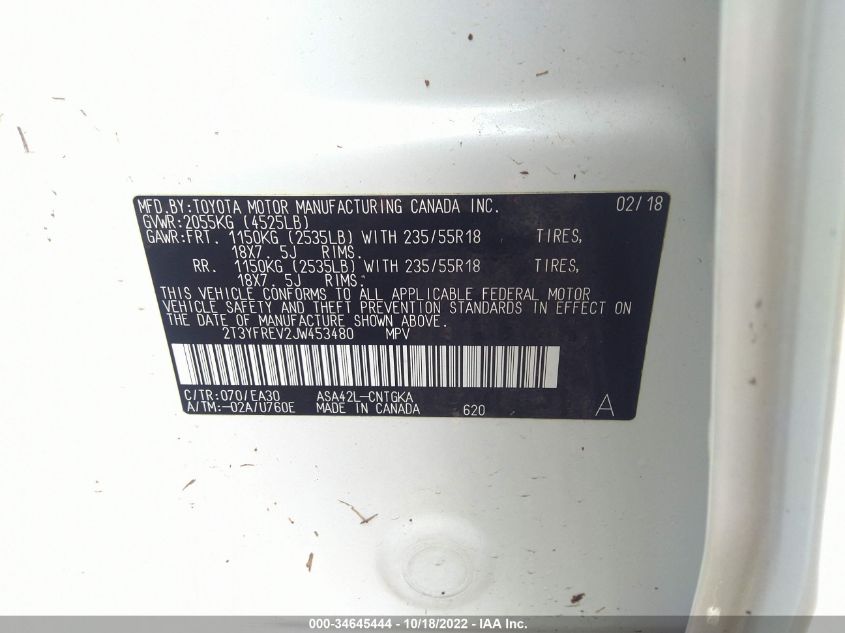 MFD.BY:TOYOTA MOTOR MANUFACTURING CANADA INC. 02/18
GVWR:2055KG (4525LB)
GAWR:FRT. 1150KG (2535LB) WITH 235/55R18 TIRES,
18X7.5J RIMS.
RR. 1150KG (2535LB) WITH 235/55R18 TIRES,
18X7.5J RIMS.
THIS VEHICLE CONFORMS TO ALL APPLICABLE FEDERAL MOTOR
VEHICLE SAFETY AND THEFT PREVENTION STANDARDS IN EFFECT ON
THE DATE OF MANUFACTURE SHOWN ABOVE.
2T3YFREV2JW453480 MPV
C/TR:070/EA30 ASA42L-CNTGKA
A/TM:-02A/U760E MADE IN CANADA 620 A
000-34645444 - 10/18/2022 - IAA Inc.